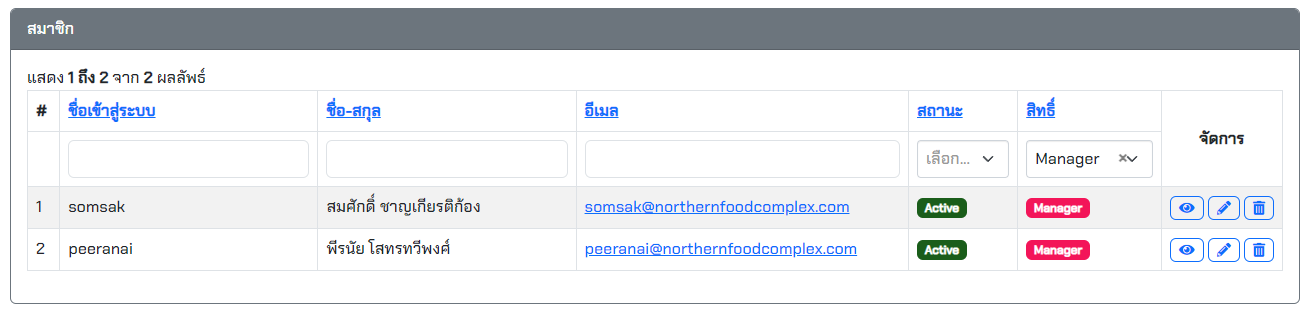 สมาชิก
แสดง 1 ถึง 2 จาก 2 ผลลัพธ์
# ชื่อเข้าสู่ระบบ ชื่อ-สกุล อีเมล สถานะ สิทธิ์ จัดการ
เลือก... Manager ×
1 somsak สมศักดิ์ ชาญเกียรติก้อง somsak@northernfoodcomplex.com Active Manager
2 peeranai พีรนัย โสทรทวีพงศ์ peeranai@northernfoodcomplex.com Active Manager